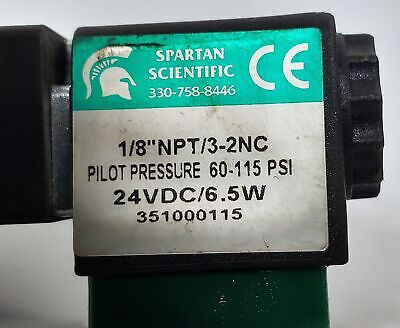 SPARTAN
SCIENTIFIC
330-758-8446
CE
1/8"NPT/3-2NC
PILOT PRESSURE 60-115 PSI
24VDC/6.5W
351000115